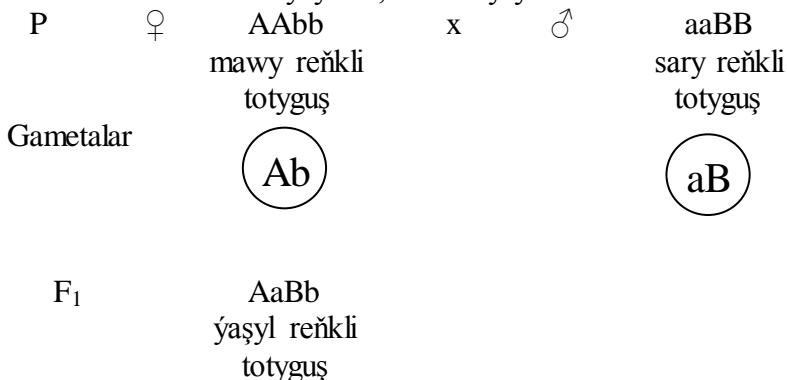 P ♀ AAbb x ♂ aaBB
mawy reňkli sary reňkli
totyguş totyguş
Gametalar
Ab aB
F₁ AaBb
ýaşyl reňkli
totyguş